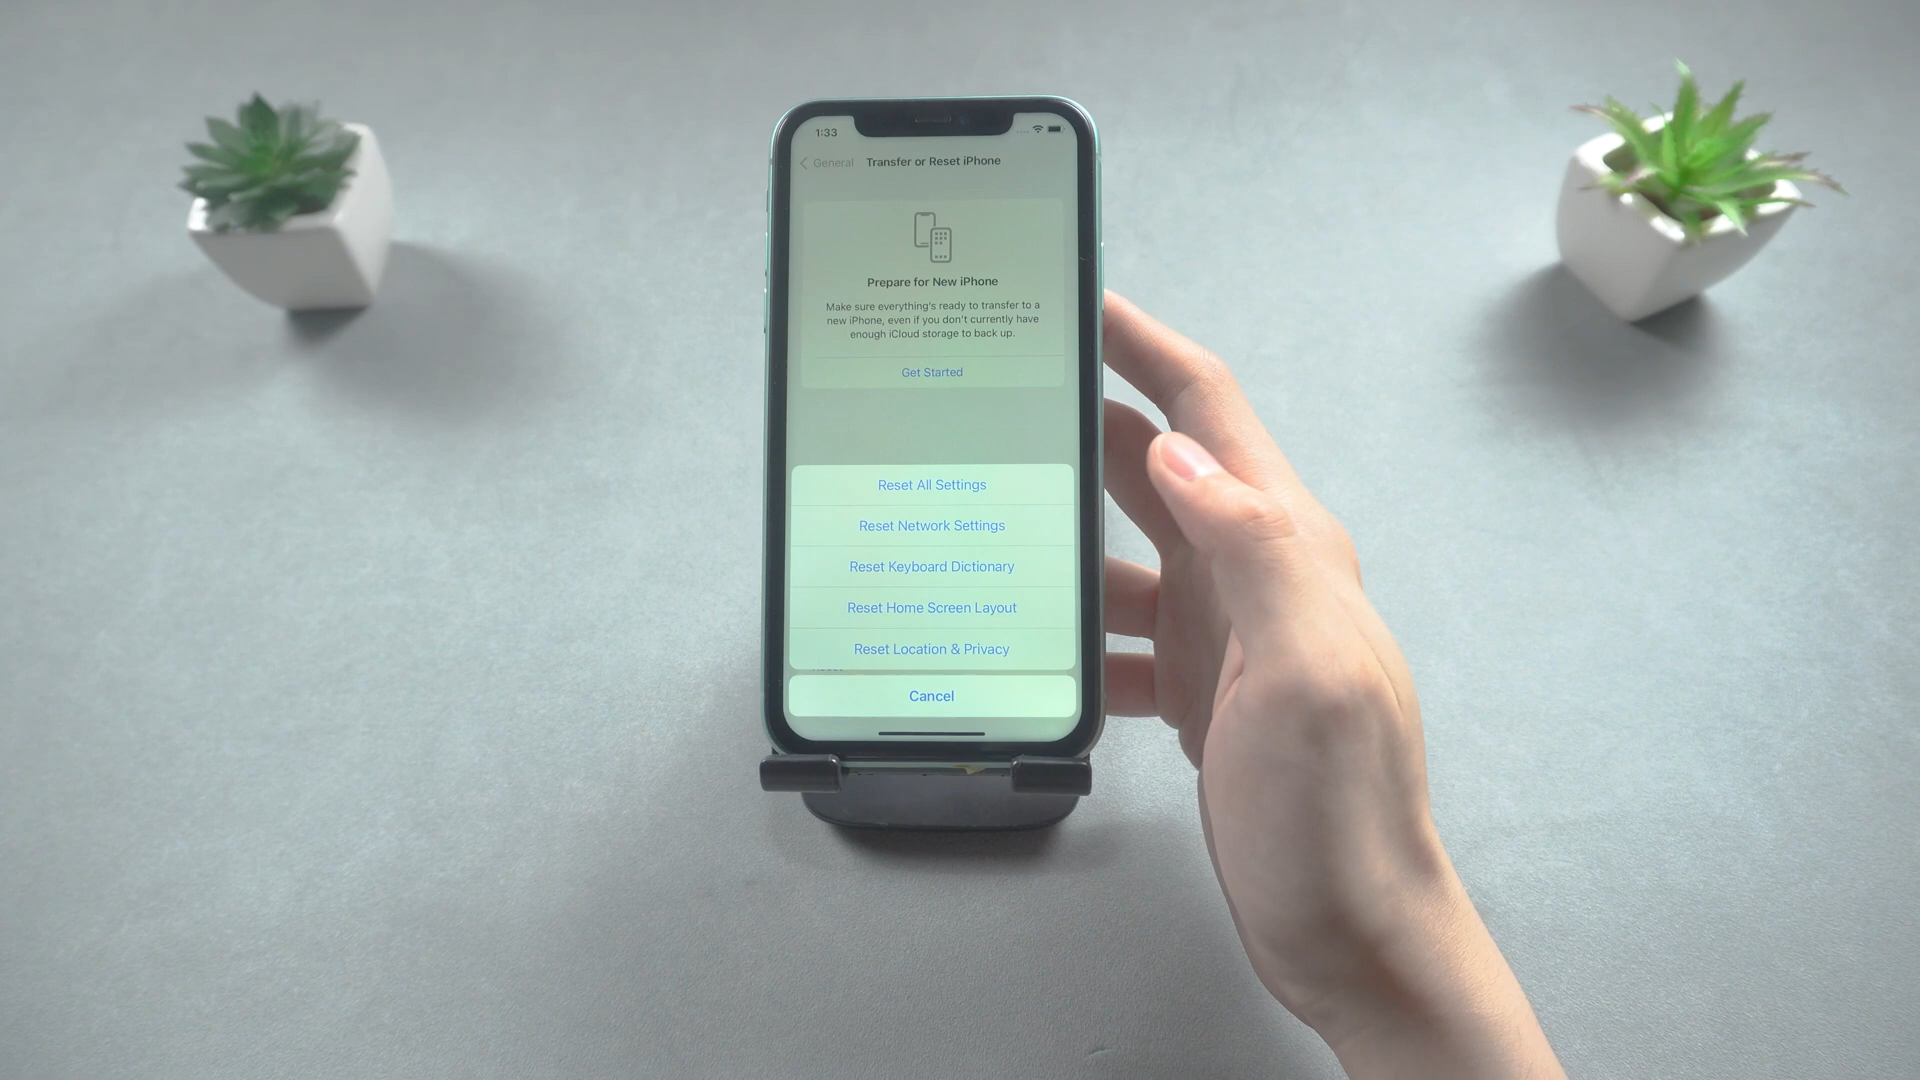 1:33
General Transfer or Reset iPhone
Prepare for New iPhone
Make sure everything's ready to transfer to a
new iPhone, even if you don't currently have
enough iCloud storage to back up.
Get Started
Reset All Settings
Reset Network Settings
Reset Keyboard Dictionary
Reset Home Screen Layout
Reset Location & Privacy
Cancel